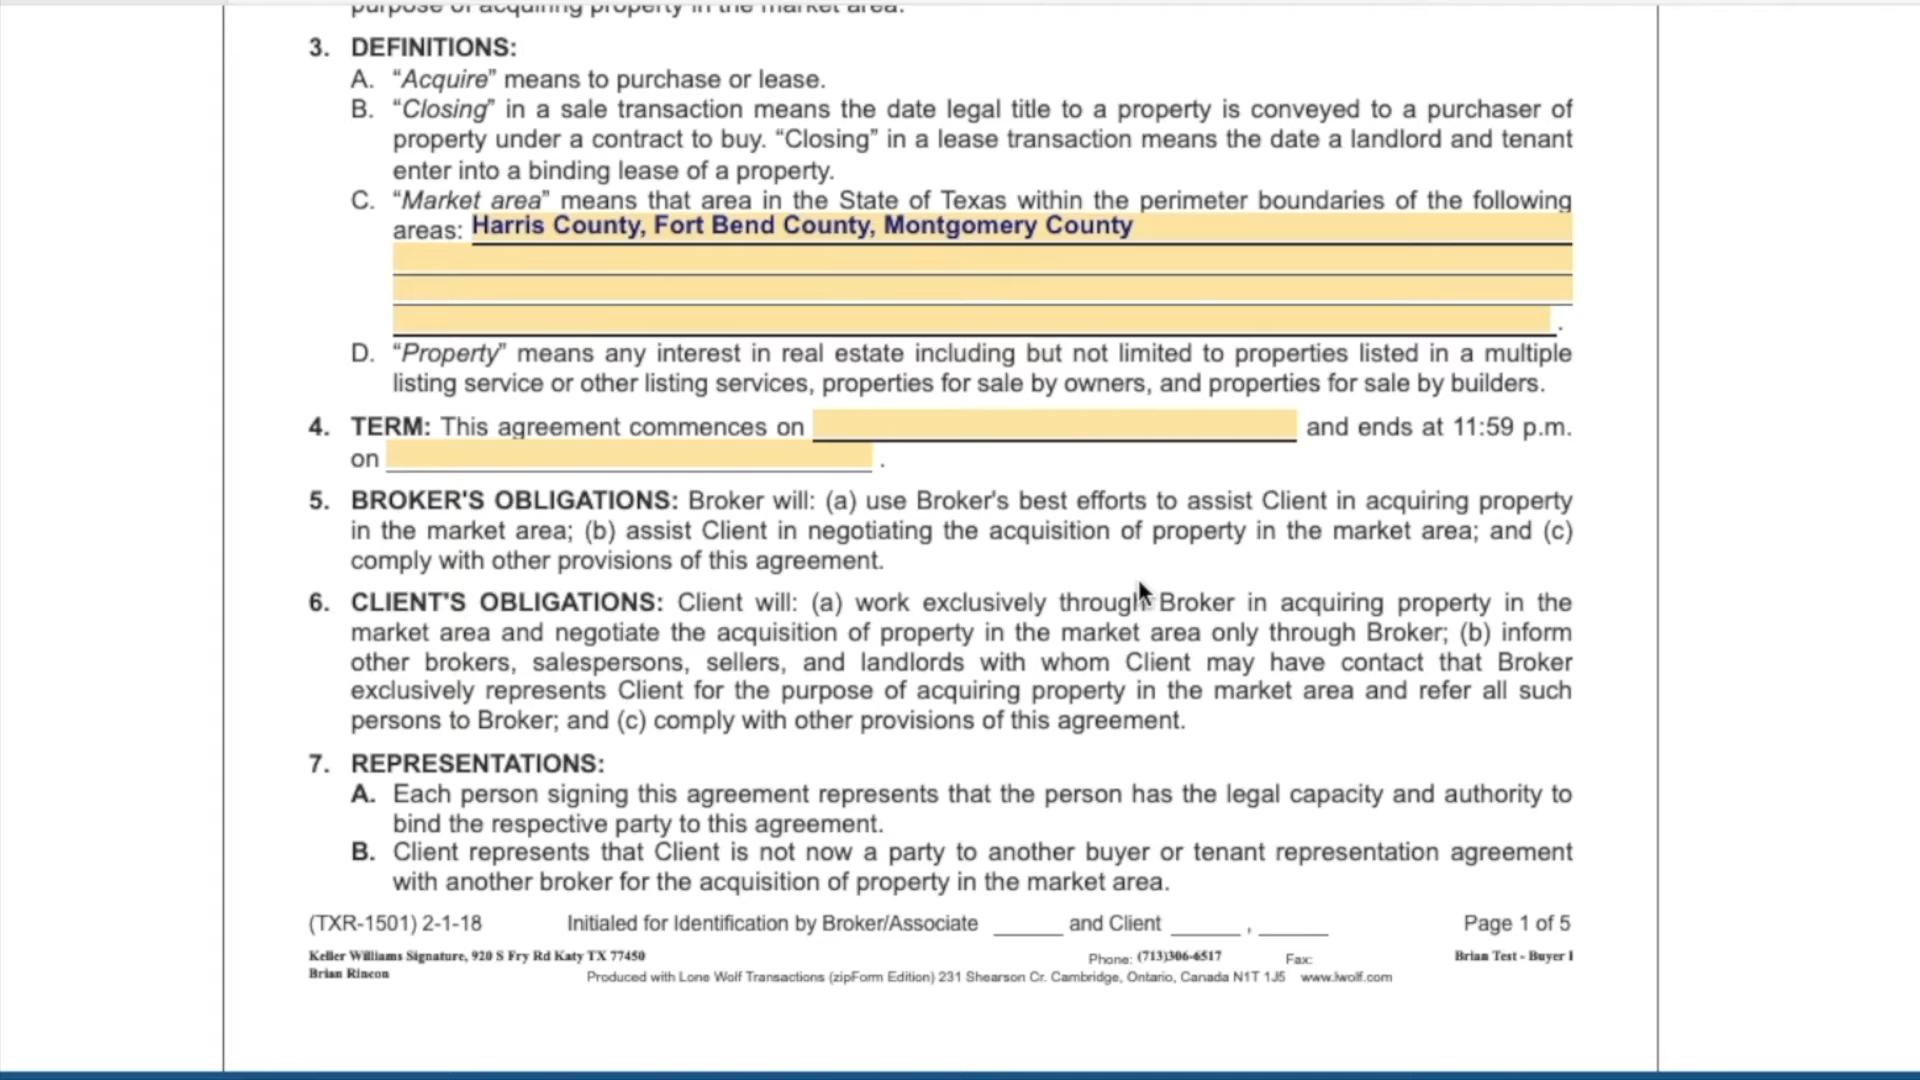 purpose of acquiring property in the market area.
3. DEFINITIONS:
A. “Acquire” means to purchase or lease.
B. “Closing” in a sale transaction means the date legal title to a property is conveyed to a purchaser of
property under a contract to buy. “Closing” in a lease transaction means the date a landlord and tenant
enter into a binding lease of a property.
C. “Market area” means that area in the State of Texas within the perimeter boundaries of the following
areas: Harris County, Fort Bend County, Montgomery County
.
D. “Property” means any interest in real estate including but not limited to properties listed in a multiple
listing service or other listing services, properties for sale by owners, and properties for sale by builders.
4. TERM: This agreement commences on and ends at 11:59 p.m.
on .
5. BROKER'S OBLIGATIONS: Broker will: (a) use Broker's best efforts to assist Client in acquiring property
in the market area; (b) assist Client in negotiating the acquisition of property in the market area; and (c)
comply with other provisions of this agreement.
6. CLIENT'S OBLIGATIONS: Client will: (a) work exclusively through Broker in acquiring property in the
market area and negotiate the acquisition of property in the market area only through Broker; (b) inform
other brokers, salespersons, sellers, and landlords with whom Client may have contact that Broker
exclusively represents Client for the purpose of acquiring property in the market area and refer all such
persons to Broker; and (c) comply with other provisions of this agreement.
7. REPRESENTATIONS:
A. Each person signing this agreement represents that the person has the legal capacity and authority to
bind the respective party to this agreement.
B. Client represents that Client is not now a party to another buyer or tenant representation agreement
with another broker for the acquisition of property in the market area.
(TXR-1501) 2-1-18 Initialed for Identification by Broker/Associate _____ and Client _____ , _____ Page 1 of 5
Keller Williams Signature, 920 S Fry Rd Katy TX 77450 Phone: (713)306-6517 Fax: Brian Test - Buyer I
Brian Rincon Produced with Lone Wolf Transactions (zipForm Edition) 231 Shearson Cr. Cambridge, Ontario, Canada N1T 1J5 www.lwolf.com